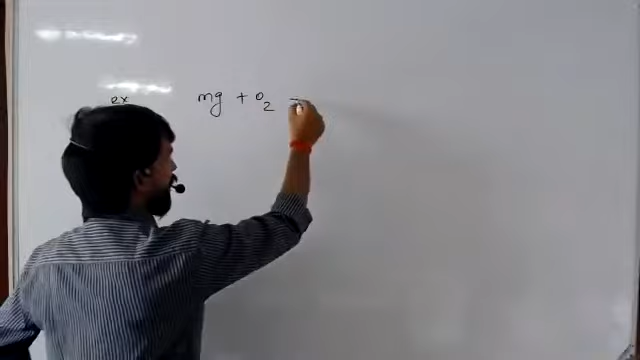 ex mg + O₂